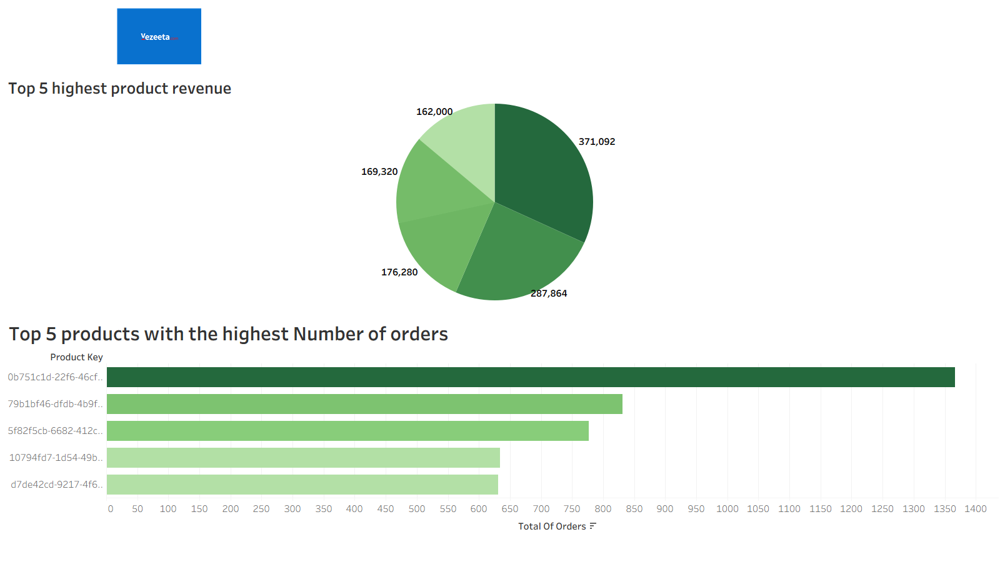 Vezeeta
Top 5 highest product revenue
162,000
371,092
169,320
176,280
287,864
Top 5 products with the highest Number of orders
Product Key
0b751c1d-22f6-46cf..
79b1bf46-dfdb-4b9f..
5f82f5cb-6682-412c..
10794fd7-1d54-49b..
d7de42cd-9217-4f6..
0 50 100 150 200 250 300 350 400 450 500 550 600 650 700 750 800 850 900 950 1000 1050 1100 1150 1200 1250 1300 1350 1400
Total Of Orders